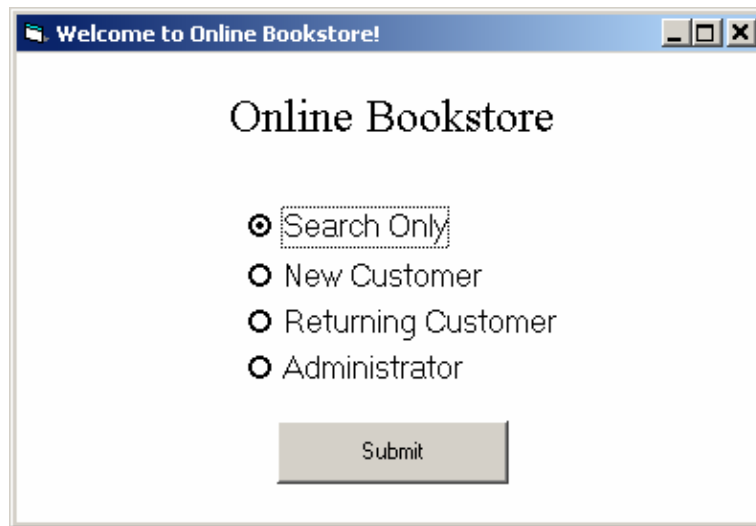 Welcome to Online Bookstore!
Online Bookstore
Search Only
New Customer
Returning Customer
Administrator
Submit